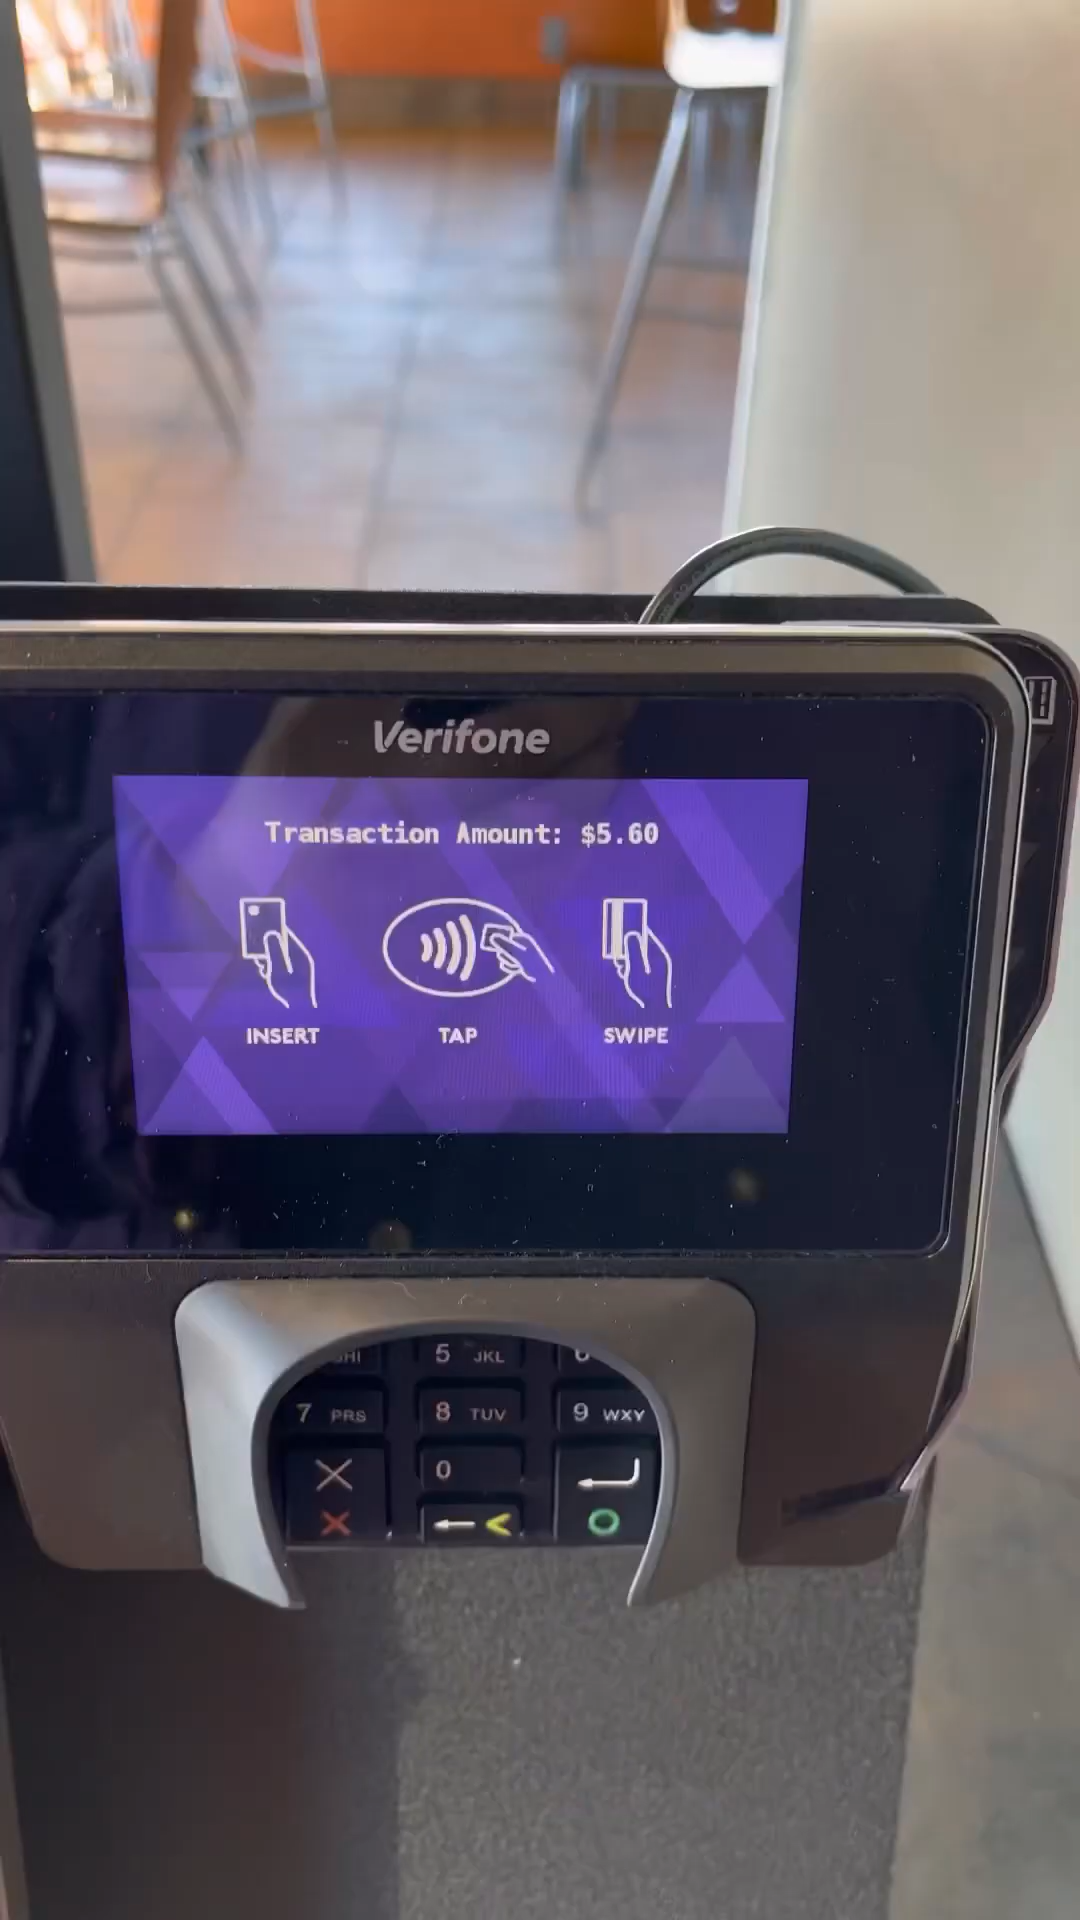 Verifone
Transaction Amount: $5.60
INSERT
TAP
SWIPE
5 JKL
7 PRS
8 TUV
9 WXY
0